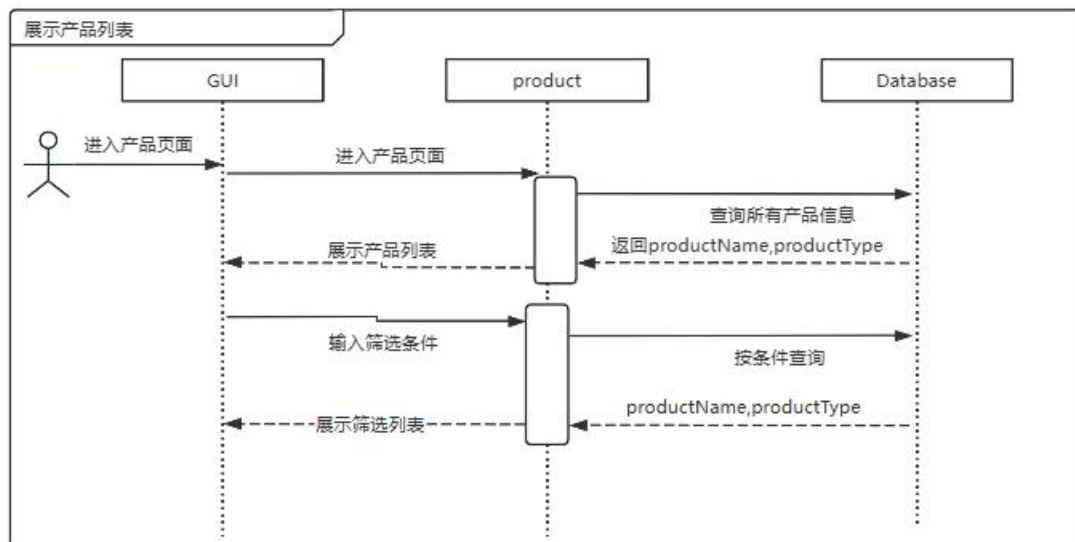 展示产品列表
GUI
product
Database
进入产品页面
进入产品页面
查询所有产品信息
返回productName,productType
展示产品列表
输入筛选条件
按条件查询
productName,productType
展示筛选列表